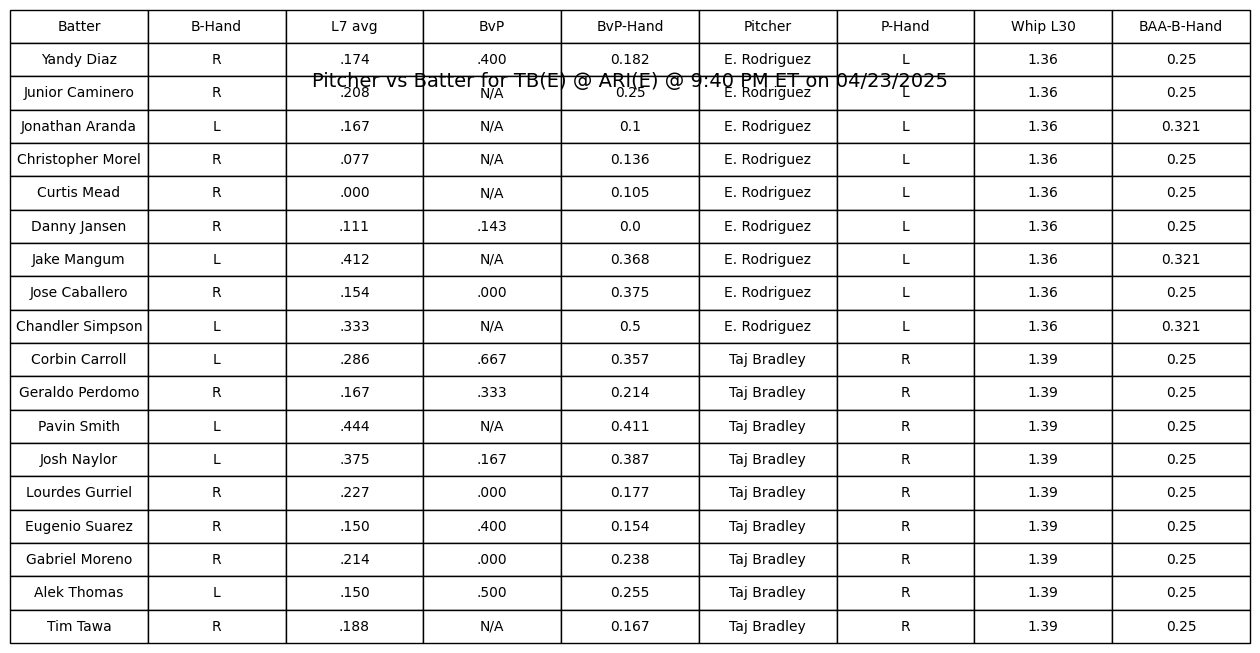 Batter B-Hand L7 avg BvP BvP-Hand Pitcher P-Hand Whip L30 BAA-B-Hand
Yandy Diaz R .174 .400 0.182 E. Rodriguez L 1.36 0.25
Pitcher vs Batter for TB(E) @ ARI(E) @ 9:40 PM ET on 04/23/2025
Junior Caminero R .208 N/A 0.25 E. Rodriguez L 1.36 0.25
Jonathan Aranda L .167 N/A 0.1 E. Rodriguez L 1.36 0.321
Christopher Morel R .077 N/A 0.136 E. Rodriguez L 1.36 0.25
Curtis Mead R .000 N/A 0.105 E. Rodriguez L 1.36 0.25
Danny Jansen R .111 .143 0.0 E. Rodriguez L 1.36 0.25
Jake Mangum L .412 N/A 0.368 E. Rodriguez L 1.36 0.321
Jose Caballero R .154 .000 0.375 E. Rodriguez L 1.36 0.25
Chandler Simpson L .333 N/A 0.5 E. Rodriguez L 1.36 0.321
Corbin Carroll L .286 .667 0.357 Taj Bradley R 1.39 0.25
Geraldo Perdomo R .167 .333 0.214 Taj Bradley R 1.39 0.25
Pavin Smith L .444 N/A 0.411 Taj Bradley R 1.39 0.25
Josh Naylor L .375 .167 0.387 Taj Bradley R 1.39 0.25
Lourdes Gurriel R .227 .000 0.177 Taj Bradley R 1.39 0.25
Eugenio Suarez R .150 .400 0.154 Taj Bradley R 1.39 0.25
Gabriel Moreno R .214 .000 0.238 Taj Bradley R 1.39 0.25
Alek Thomas L .150 .500 0.255 Taj Bradley R 1.39 0.25
Tim Tawa R .188 N/A 0.167 Taj Bradley R 1.39 0.25